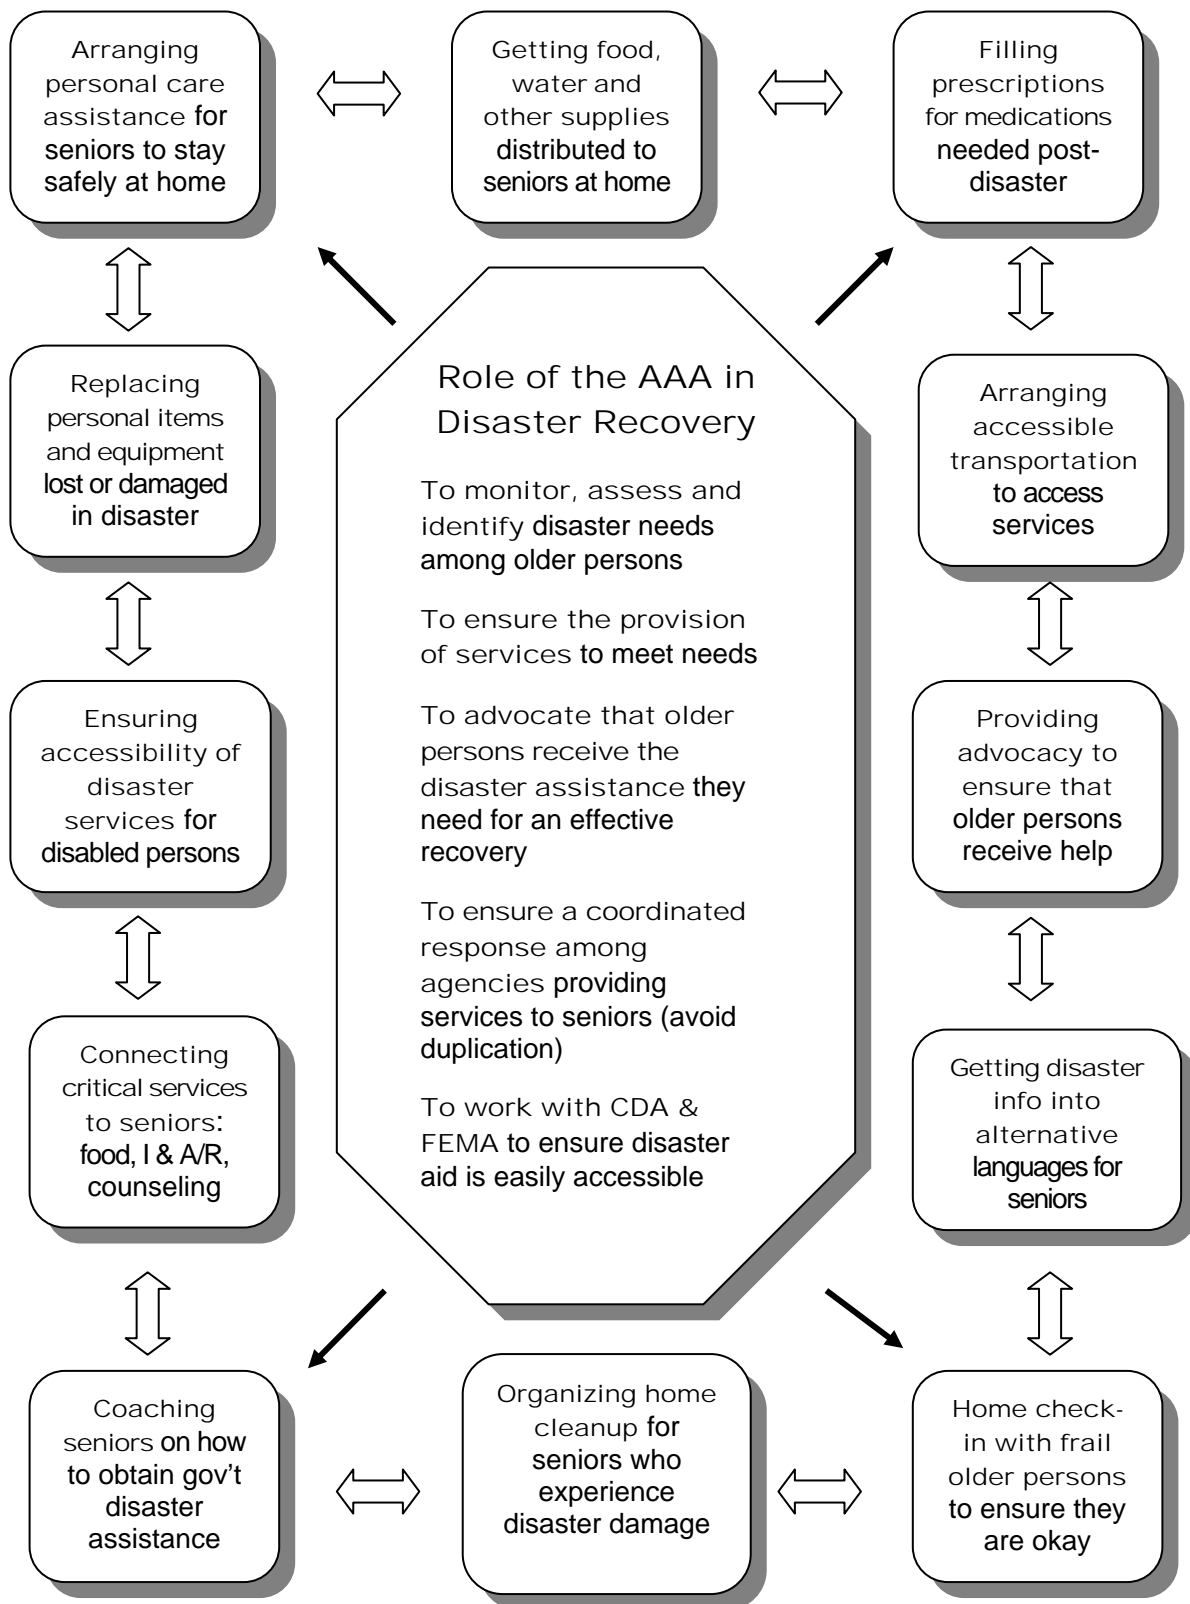 Arranging
personal care
assistance for
seniors to stay
safely at home
Getting food,
water and
other supplies
distributed to
seniors at home
Filling
prescriptions
for medications
needed post-
disaster
Replacing
personal items
and equipment
lost or damaged
in disaster
Role of the AAA in
Disaster Recovery
To monitor, assess and
identify disaster needs
among older persons
To ensure the provision
of services to meet needs
To advocate that older
persons receive the
disaster assistance they
need for an effective
recovery
To ensure a coordinated
response among
agencies providing
services to seniors (avoid
duplication)
To work with CDA &
FEMA to ensure disaster
aid is easily accessible
Arranging
accessible
transportation
to access
services
Ensuring
accessibility of
disaster
services for
disabled persons
Providing
advocacy to
ensure that
older persons
receive help
Connecting
critical services
to seniors:
food, I & A/R,
counseling
Getting disaster
info into
alternative
languages for
seniors
Coaching
seniors on how
to obtain gov't
disaster
assistance
Organizing home
cleanup for
seniors who
experience
disaster damage
Home check-
in with frail
older persons
to ensure they
are okay